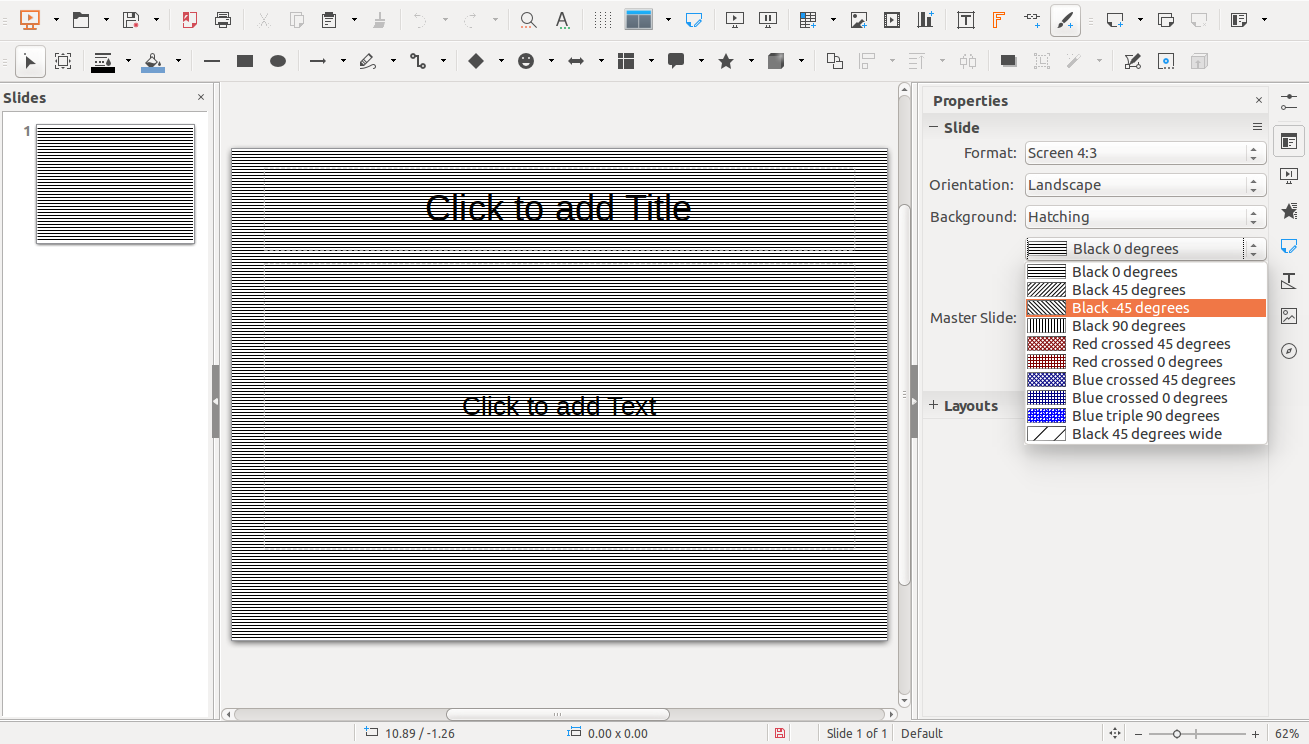 Slides
1
Click to add Title
Click to add Text
Properties
Slide
Format: Screen 4:3
Orientation: Landscape
Background: Hatching
Black 0 degrees
Black 0 degrees
Black 45 degrees
Black -45 degrees
Black 90 degrees
Master Slide:
Red crossed 45 degrees
Red crossed 0 degrees
Blue crossed 45 degrees
Blue crossed 0 degrees
Layouts
Blue triple 90 degrees
Black 45 degrees wide
10.89 / -1.26
0.00 x 0.00
Slide 1 of 1
Default
62%